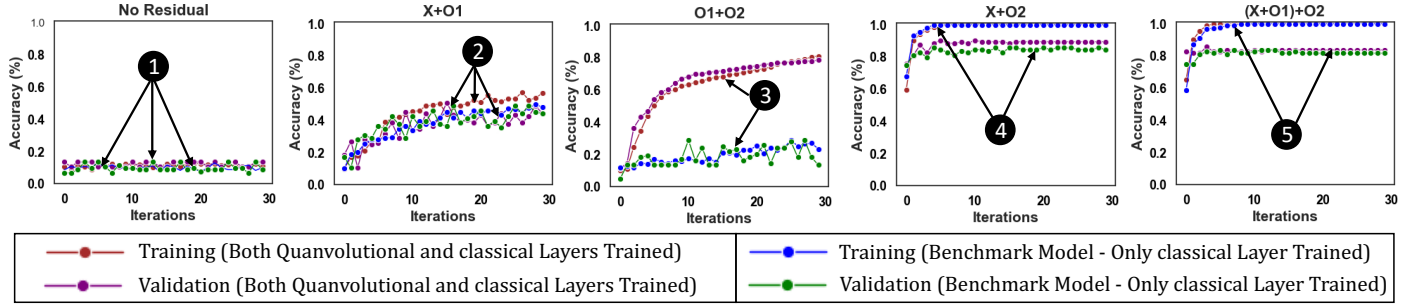 No Residual
Accuracy (%)
1.0
0.8
0.6
0.4
0.2
0.0
0 10 20 30
Iterations
1
X+O1
Accuracy (%)
1.0
0.8
0.6
0.4
0.2
0.0
0 10 20 30
Iterations
2
O1+O2
Accuracy (%)
1.0
0.8
0.6
0.4
0.2
0.0
0 10 20 30
Iterations
3
X+O2
Accuracy (%)
1.0
0.8
0.6
0.4
0.2
0.0
0 10 20 30
Iterations
4
(X+O1)+O2
Accuracy (%)
1.0
0.8
0.6
0.4
0.2
0.0
0 10 20 30
Iterations
5
Training (Both Quanvolutional and classical Layers Trained)
Validation (Both Quanvolutional and classical Layers Trained)
Training (Benchmark Model - Only classical Layer Trained)
Validation (Benchmark Model - Only classical Layer Trained)